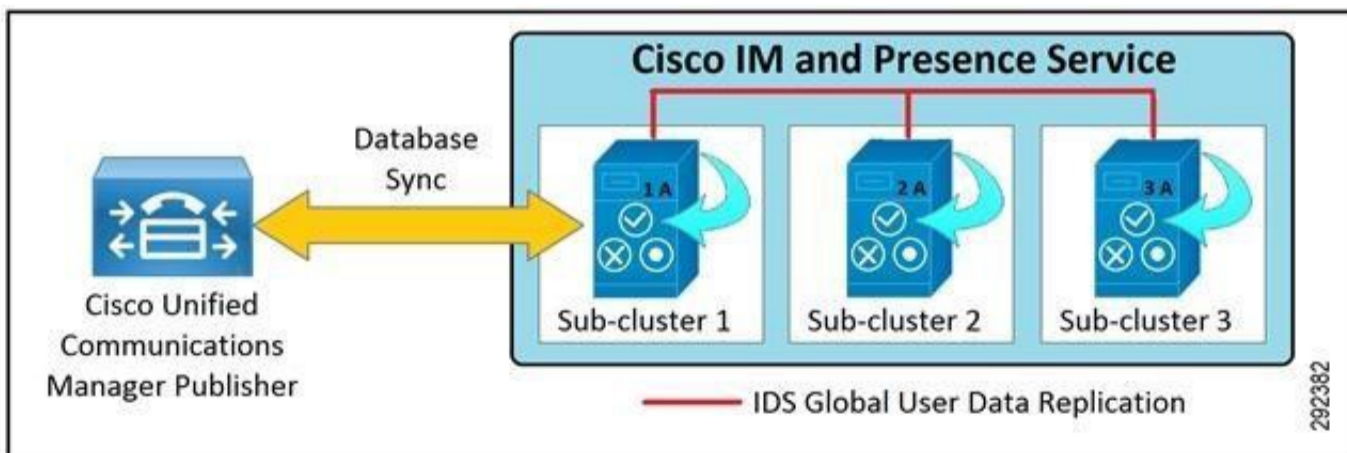 Cisco IM and Presence Service
Database
Sync
1 A
2 A
3 A
Sub-cluster 1
Sub-cluster 2
Sub-cluster 3
Cisco Unified
Communications
Manager Publisher
IDS Global User Data Replication
292382